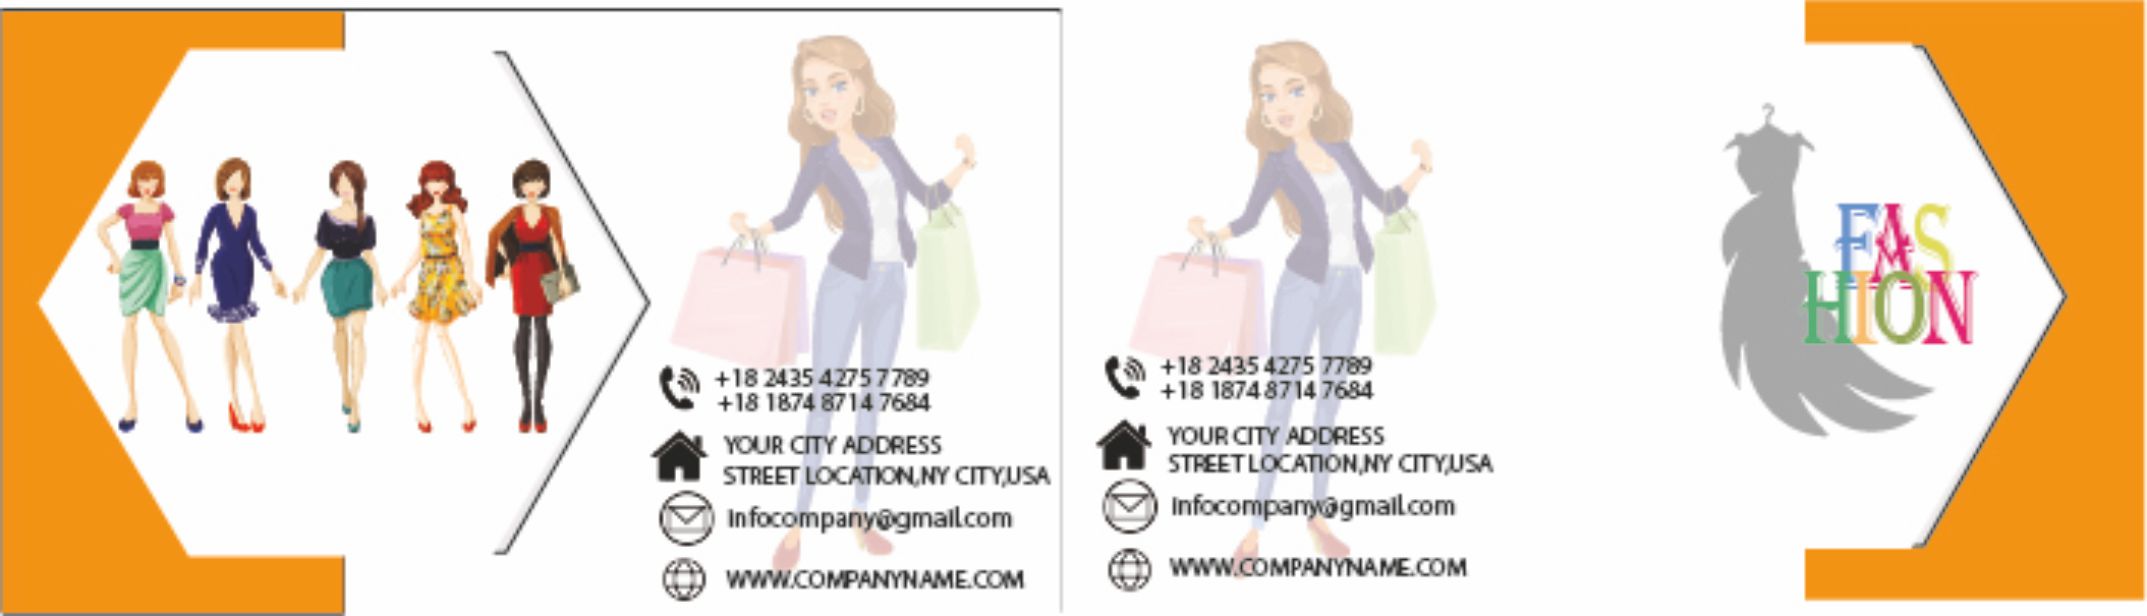 +18 2435 4275 7789
+18 1874 8714 7684
YOUR CITY ADDRESS
STREET LOCATION,NY CITY,USA
Infocompany@gmail.com
WWW.COMPANYNAME.COM
+18 2435 4275 7789
+18 1874 8714 7684
YOUR CITY ADDRESS
STREET LOCATION,NY CITY,USA
Infocompany@gmail.com
WWW.COMPANYNAME.COM
FAS
HION